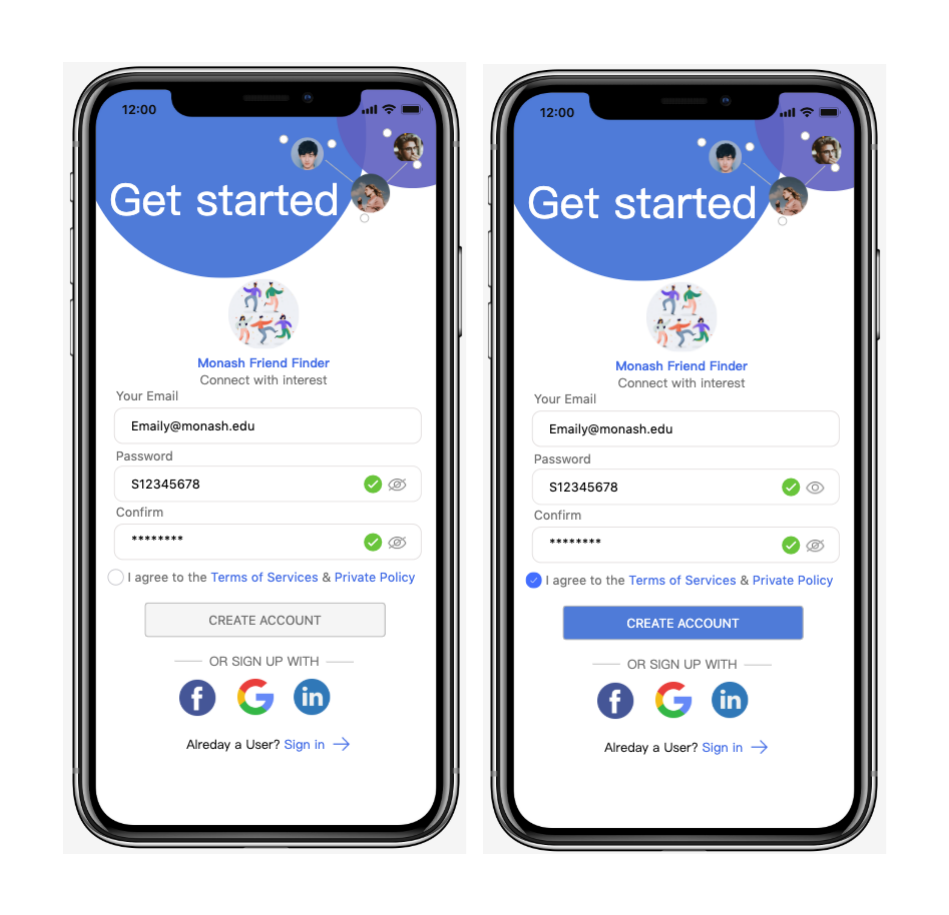 12:00
Get started
Monash Friend Finder
Connect with interest
Your Email
Emaily@monash.edu
Password
S12345678
Confirm
********
I agree to the Terms of Services & Private Policy
CREATE ACCOUNT
OR SIGN UP WITH
f G in
Alreday a User? Sign in
12:00
Get started
Monash Friend Finder
Connect with interest
Your Email
Emaily@monash.edu
Password
S12345678
Confirm
********
I agree to the Terms of Services & Private Policy
CREATE ACCOUNT
OR SIGN UP WITH
f G in
Alreday a User? Sign in